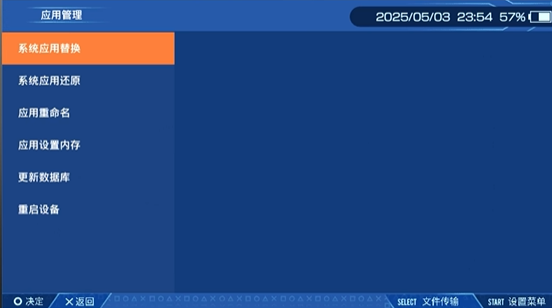 应用管理
2025/05/03 23:54 57%
系统应用替换
系统应用还原
应用重命名
应用设置内存
更新数据库
重启设备
决定 返回 SELECT 文件传输 START 设置菜单